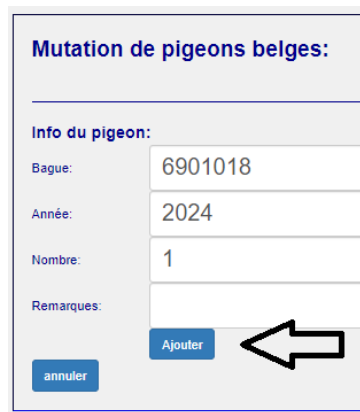 Mutation de pigeons belges:
Info du pigeon:
Bague: 6901018
Année: 2024
Nombre: 1
Remarques:
Ajouter
annuler